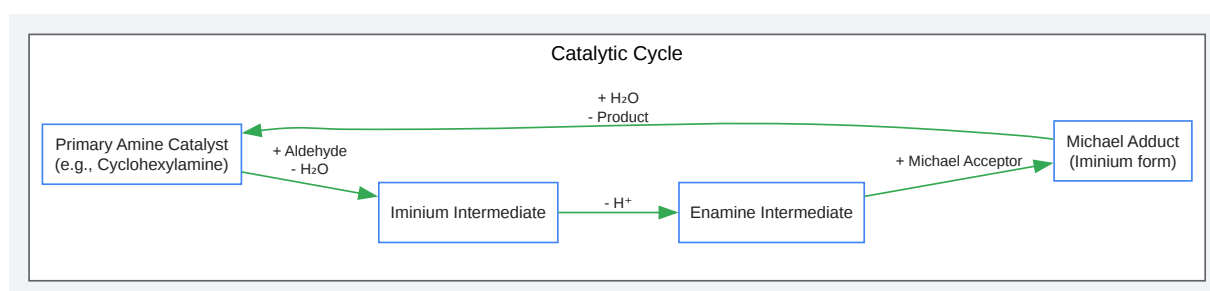 Catalytic Cycle
+ H₂O
- Product
Primary Amine Catalyst
(e.g., Cyclohexylamine)
+ Aldehyde
- H₂O
Iminium Intermediate
- H⁺
Enamine Intermediate
+ Michael Acceptor
Michael Adduct
(Iminium form)